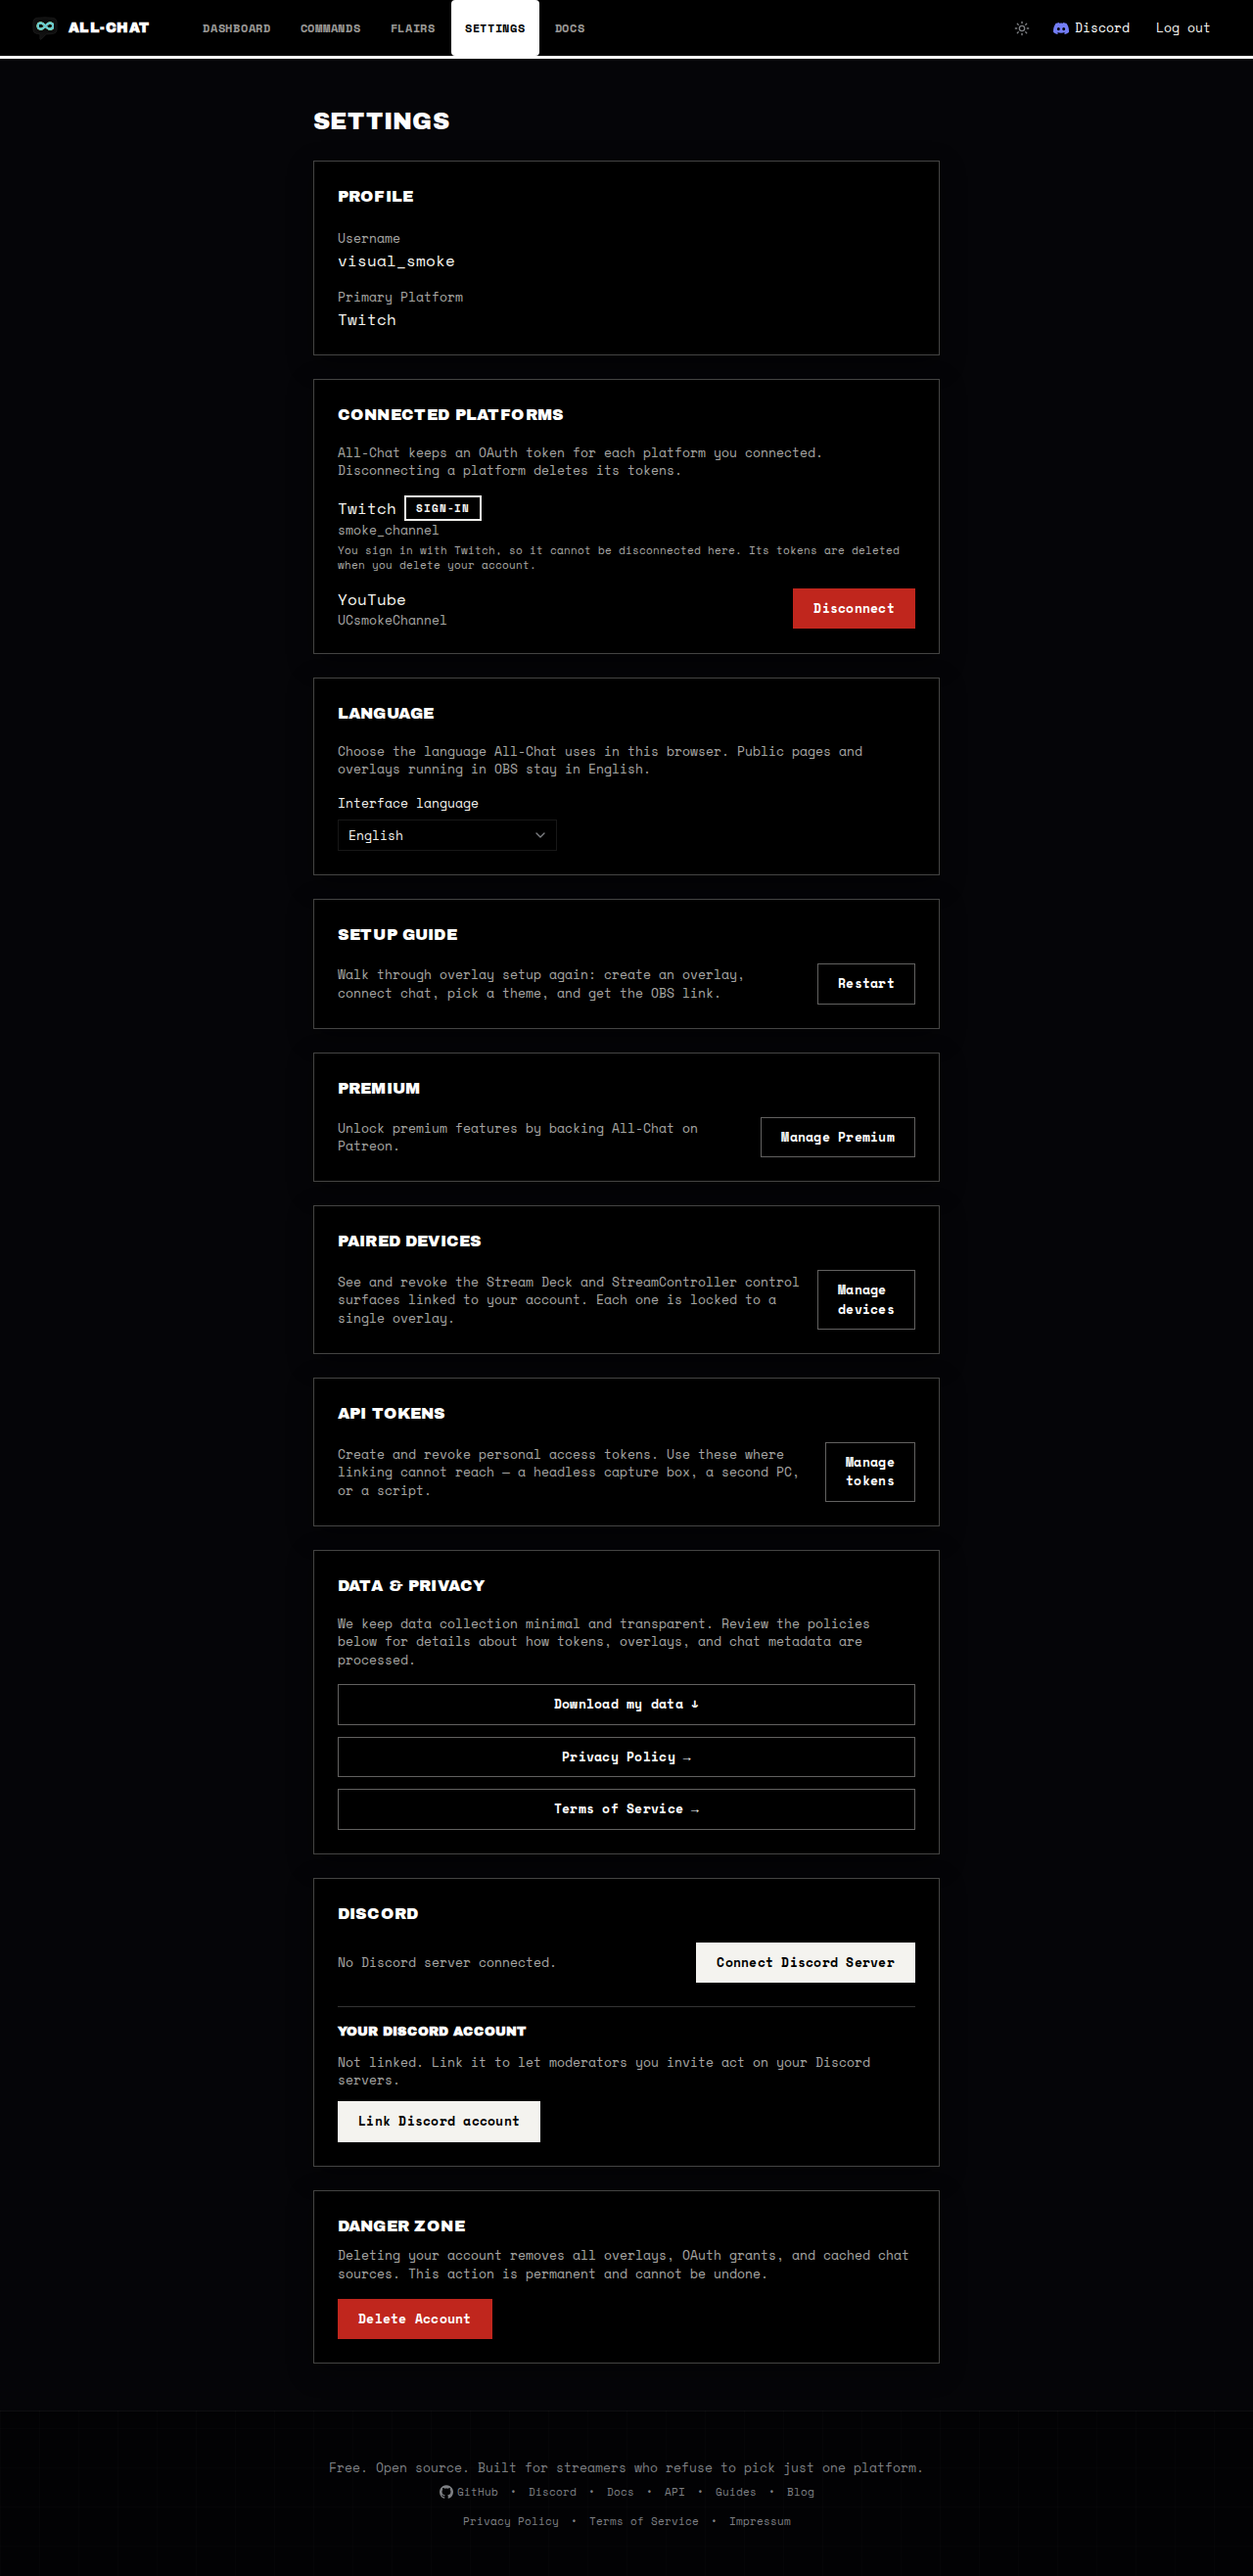 ALL-CHAT
DASHBOARD
COMMANDS
FLAIRS
SETTINGS
DOCS
Discord
Log out
SETTINGS
PROFILE
Username
visual_smoke
Primary Platform
Twitch
CONNECTED PLATFORMS
All-Chat keeps an OAuth token for each platform you connected.
Disconnecting a platform deletes its tokens.
Twitch SIGN-IN
smoke_channel
You sign in with Twitch, so it cannot be disconnected here. Its tokens are deleted
when you delete your account.
YouTube
UCsmokeChannel
Disconnect
LANGUAGE
Choose the language All-Chat uses in this browser. Public pages and
overlays running in OBS stay in English.
Interface language
English
SETUP GUIDE
Walk through overlay setup again: create an overlay,
connect chat, pick a theme, and get the OBS link.
Restart
PREMIUM
Unlock premium features by backing All-Chat on
Patreon.
Manage Premium
PAIRED DEVICES
See and revoke the Stream Deck and StreamController control
surfaces linked to your account. Each one is locked to a
single overlay.
Manage
devices
API TOKENS
Create and revoke personal access tokens. Use these where
linking cannot reach — a headless capture box, a second PC,
or a script.
Manage
tokens
DATA & PRIVACY
We keep data collection minimal and transparent. Review the policies
below for details about how tokens, overlays, and chat metadata are
processed.
Download my data ↓
Privacy Policy →
Terms of Service →
DISCORD
No Discord server connected.
Connect Discord Server
YOUR DISCORD ACCOUNT
Not linked. Link it to let moderators you invite act on your Discord
servers.
Link Discord account
DANGER ZONE
Deleting your account removes all overlays, OAuth grants, and cached chat
sources. This action is permanent and cannot be undone.
Delete Account
Free. Open source. Built for streamers who refuse to pick just one platform.
GitHub • Discord • Docs • API • Guides • Blog
Privacy Policy • Terms of Service • Impressum